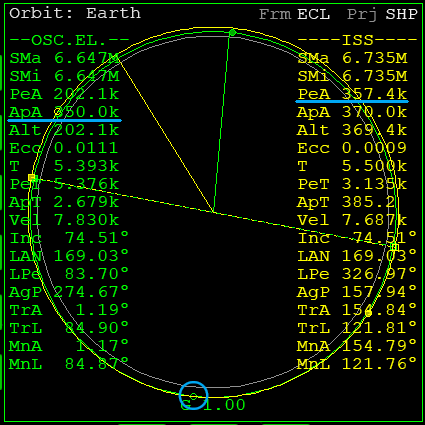 Orbit: Earth Frm ECL Prj SHP
--OSC.EL.-- ----ISS----
SMa 6.647M SMa 6.735M
SMi 6.647M SMi 6.735M
PeA 202.1k PeA 357.4k
ApA 350.0k ApA 370.0k
Alt 202.1k Alt 369.4k
Ecc 0.0111 Ecc 0.0009
T 5.393k T 5.500k
PeT 5.376k PeT 3.135k
ApT 2.679k ApT 385.2
Vel 7.830k Vel 7.687k
Inc 74.51° Inc 74.51°
LAN 169.03° LAN 169.03°
LPe 83.70° LPe 326.97°
AgP 274.67° AgP 157.94°
TrA 1.19° TrA 154.84°
TrL 84.90° TrL 121.81°
MnA 1.17° MnA 154.79°
MnL 84.87° MnL 121.76°
G 1.00